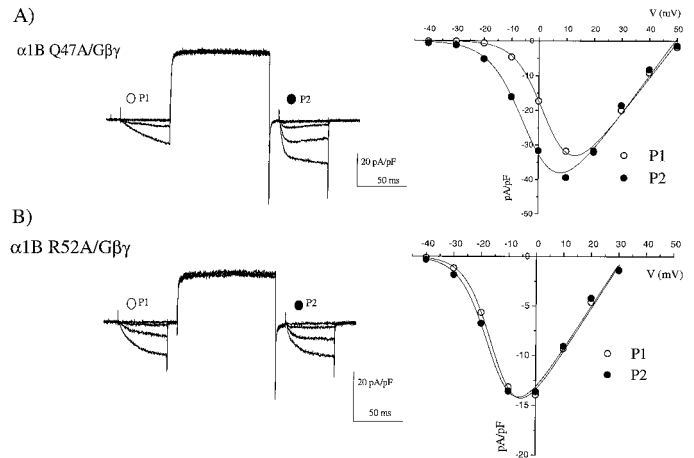 A)
α1B Q47A/Gβγ
P1
P2
20 pA/pF
50 ms
V (mV)
-40 -30 -20 -10 0 10 20 30 40 50
0
-10
-20
-30
-40
-50
pA/pF
P1
P2
B)
α1B R52A/Gβγ
P1
P2
20 pA/pF
50 ms
-40 -30 -20 -10 0 10 20 30 40 50
V (mV)
0
-5
-10
-15
-20
pA/pF
P1
P2